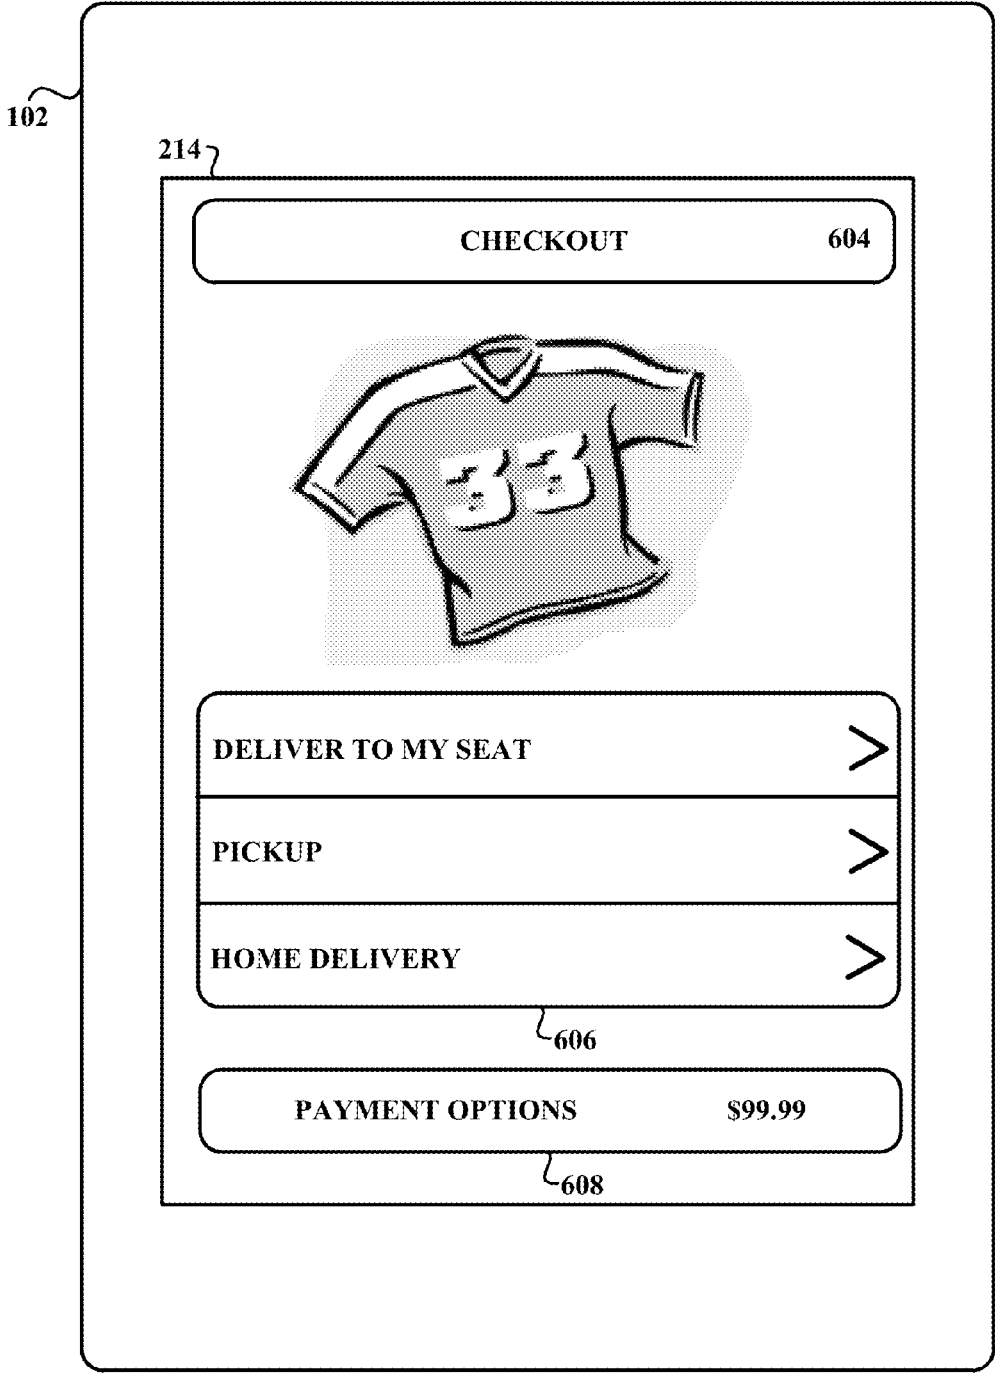 102
214
CHECKOUT 604
33
DELIVER TO MY SEAT
PICKUP
HOME DELIVERY
606
PAYMENT OPTIONS $99.99
608